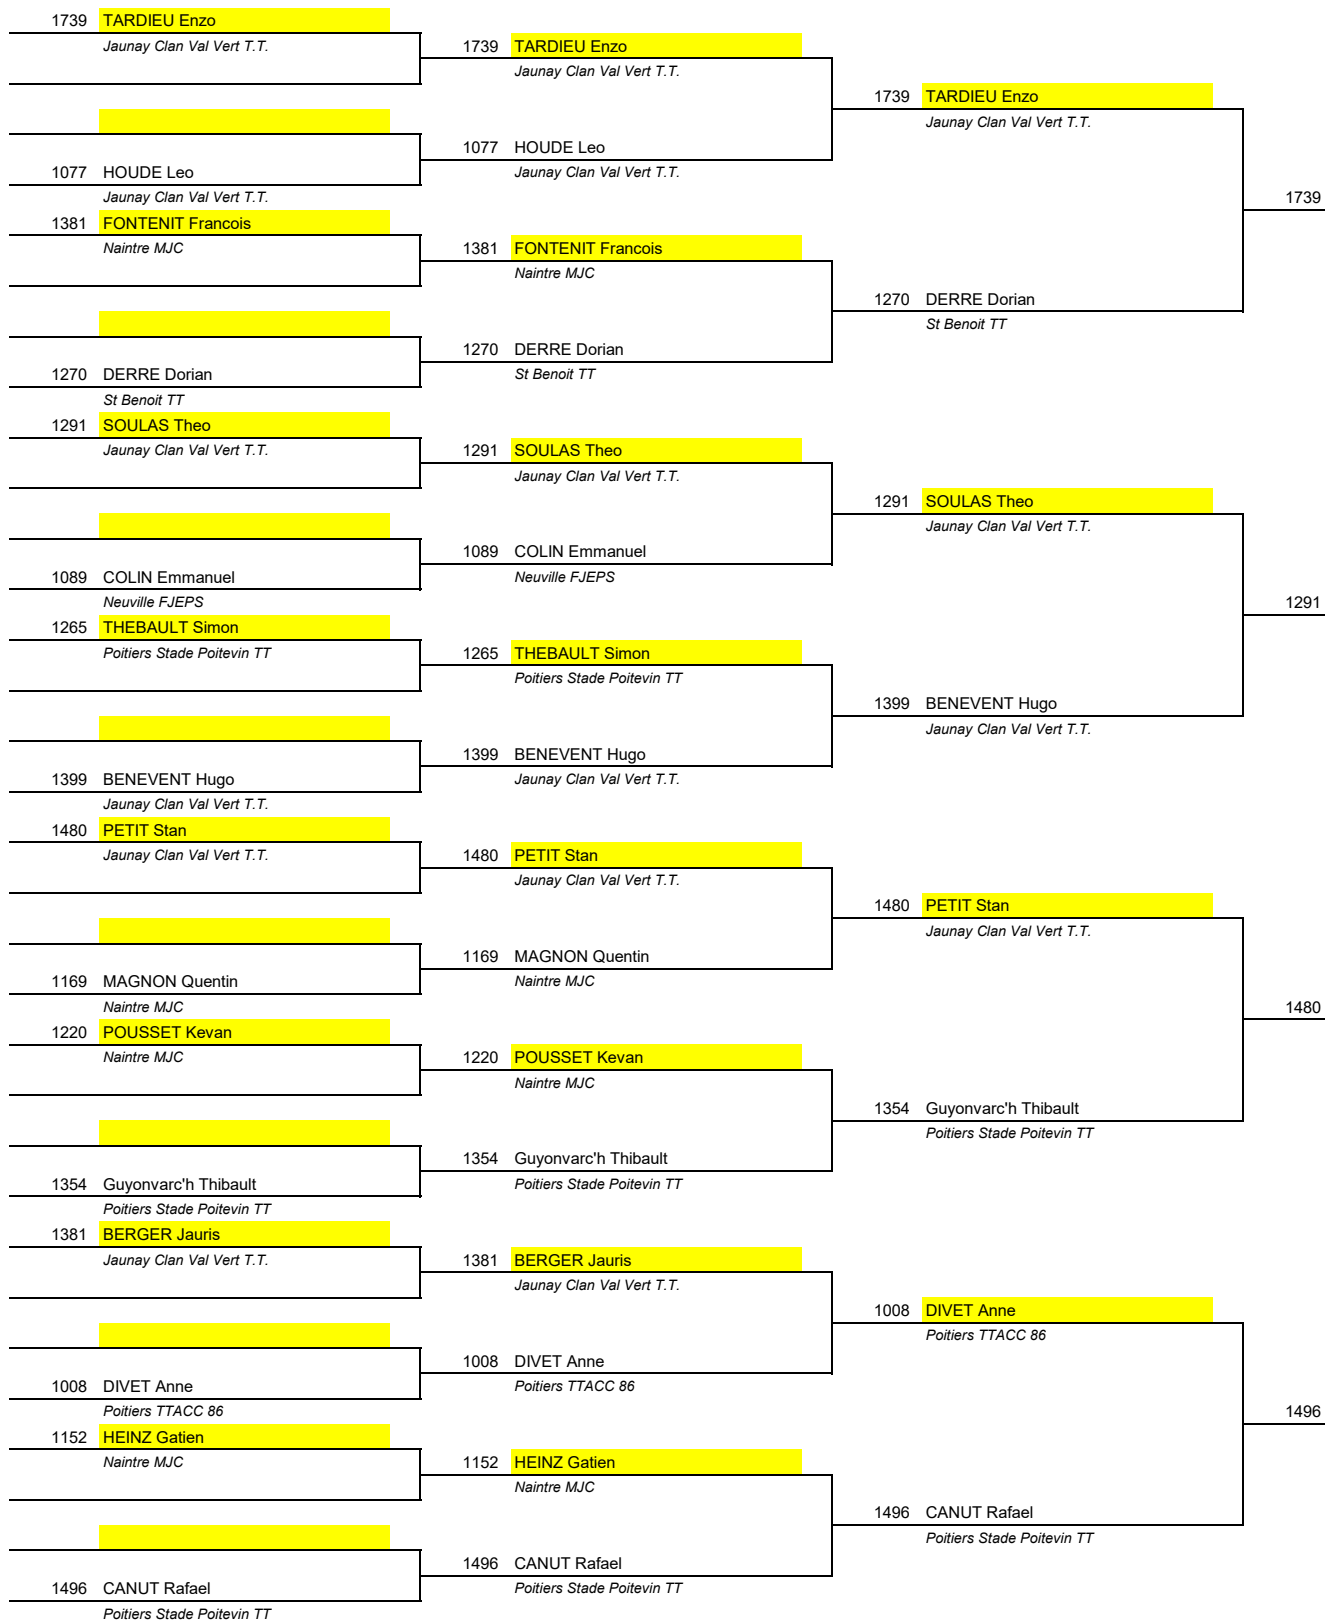 1739 TARDIEU Enzo
Jaunay Clan Val Vert T.T.
1077 HOUDE Leo
Jaunay Clan Val Vert T.T.
1381 FONTENIT Francois
Naintre MJC
1270 DERRE Dorian
St Benoit TT
1291 SOULAS Theo
Jaunay Clan Val Vert T.T.
1089 COLIN Emmanuel
Neuville FJEPS
1265 THEBAULT Simon
Poitiers Stade Poitevin TT
1399 BENEVENT Hugo
Jaunay Clan Val Vert T.T.
1480 PETIT Stan
Jaunay Clan Val Vert T.T.
1169 MAGNON Quentin
Naintre MJC
1220 POUSSET Kevan
Naintre MJC
1354 Guyonvarc'h Thibault
Poitiers Stade Poitevin TT
1381 BERGER Jauris
Jaunay Clan Val Vert T.T.
1008 DIVET Anne
Poitiers TTACC 86
1152 HEINZ Gatien
Naintre MJC
1496 CANUT Rafael
Poitiers Stade Poitevin TT
1739 TARDIEU Enzo
Jaunay Clan Val Vert T.T.
1077 HOUDE Leo
Jaunay Clan Val Vert T.T.
1381 FONTENIT Francois
Naintre MJC
1270 DERRE Dorian
St Benoit TT
1291 SOULAS Theo
Jaunay Clan Val Vert T.T.
1089 COLIN Emmanuel
Neuville FJEPS
1265 THEBAULT Simon
Poitiers Stade Poitevin TT
1399 BENEVENT Hugo
Jaunay Clan Val Vert T.T.
1480 PETIT Stan
Jaunay Clan Val Vert T.T.
1169 MAGNON Quentin
Naintre MJC
1220 POUSSET Kevan
Naintre MJC
1354 Guyonvarc'h Thibault
Poitiers Stade Poitevin TT
1381 BERGER Jauris
Jaunay Clan Val Vert T.T.
1008 DIVET Anne
Poitiers TTACC 86
1152 HEINZ Gatien
Naintre MJC
1496 CANUT Rafael
Poitiers Stade Poitevin TT
1739 TARDIEU Enzo
Jaunay Clan Val Vert T.T.
1270 DERRE Dorian
St Benoit TT
1291 SOULAS Theo
Jaunay Clan Val Vert T.T.
1399 BENEVENT Hugo
Jaunay Clan Val Vert T.T.
1480 PETIT Stan
Jaunay Clan Val Vert T.T.
1354 Guyonvarc'h Thibault
Poitiers Stade Poitevin TT
1008 DIVET Anne
Poitiers TTACC 86
1496 CANUT Rafael
Poitiers Stade Poitevin TT
1739
1291
1480
1496